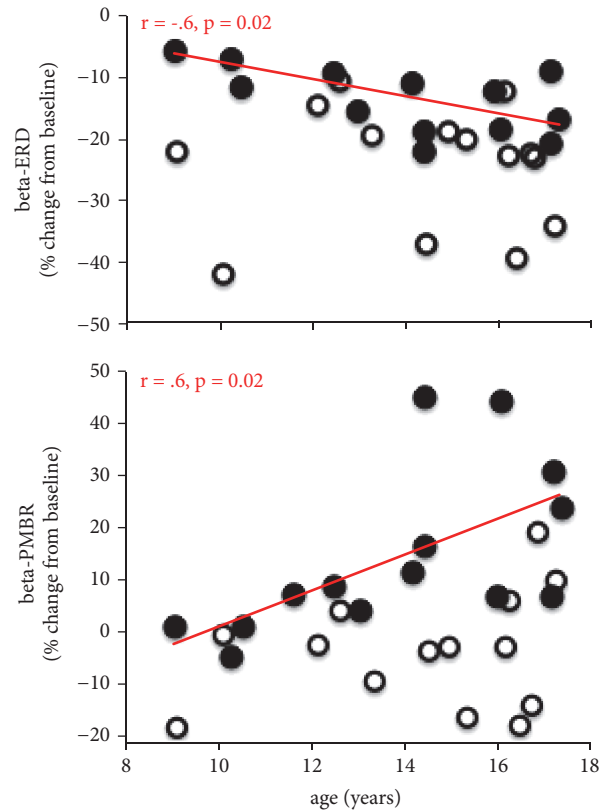 r = -.6, p = 0.02
beta-ERD
(% change from baseline)
0
−10
−20
−30
−40
−50
r = .6, p = 0.02
beta-PMBR
(% change from baseline)
50
40
30
20
10
0
−10
−20
8
10
12
14
16
18
age (years)